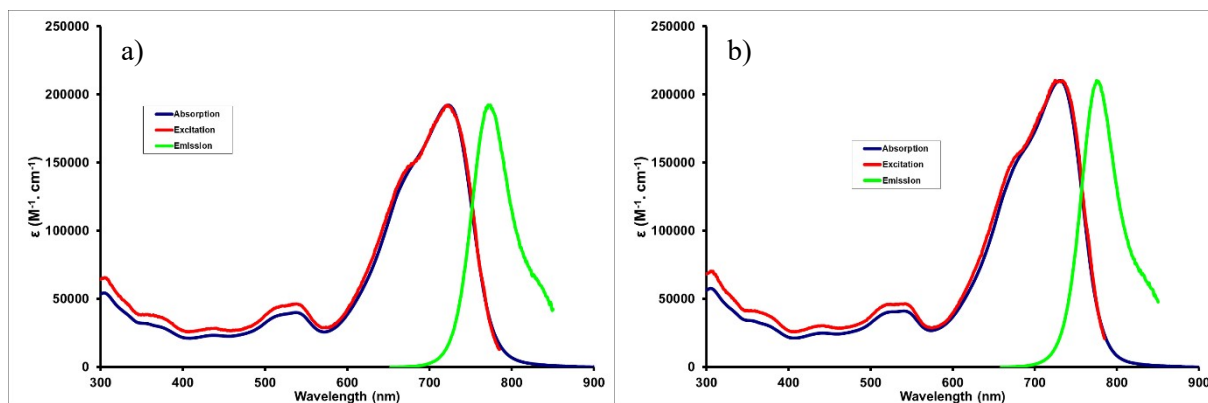 a)
250000
200000
150000
100000
50000
0
ε (M⁻¹. cm⁻¹)
Absorption
Excitation
Emission
300 400 500 600 700 800 900
Wavelength (nm)
b)
250000
200000
150000
100000
50000
0
ε (M⁻¹. cm⁻¹)
Absorption
Excitation
Emission
300 400 500 600 700 800 900
Wavelength (nm)